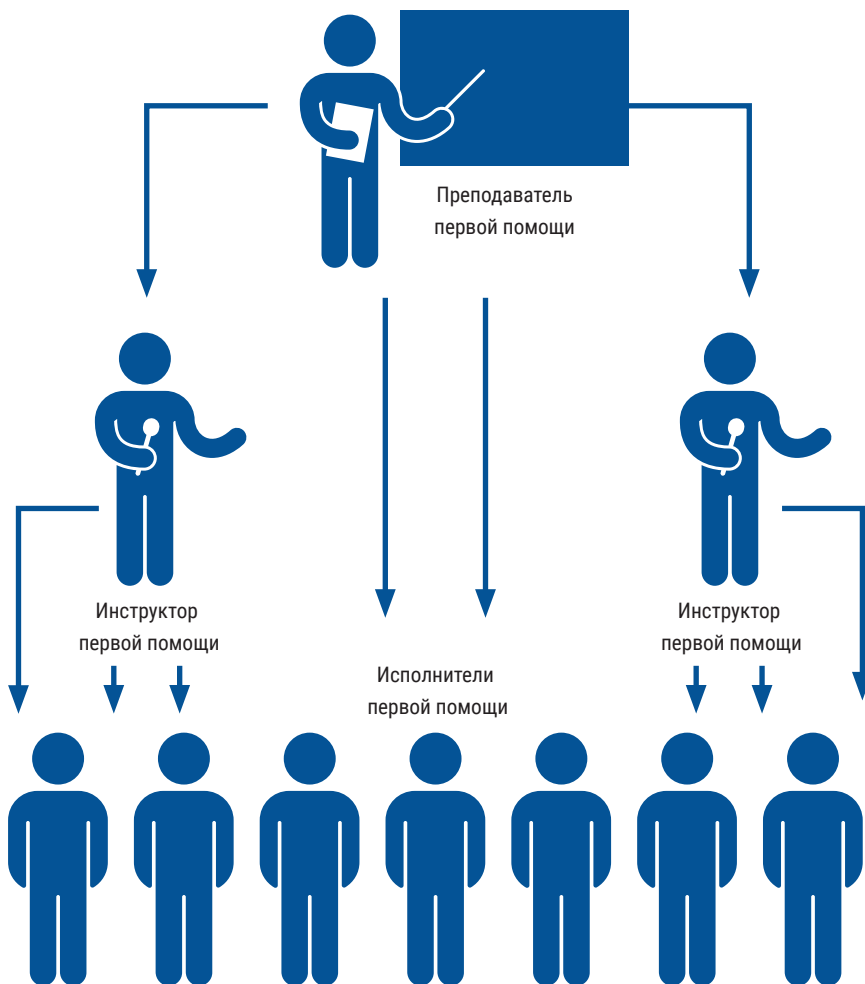 Преподаватель
первой помощи
Инструктор
первой помощи
Инструктор
первой помощи
Исполнители
первой помощи